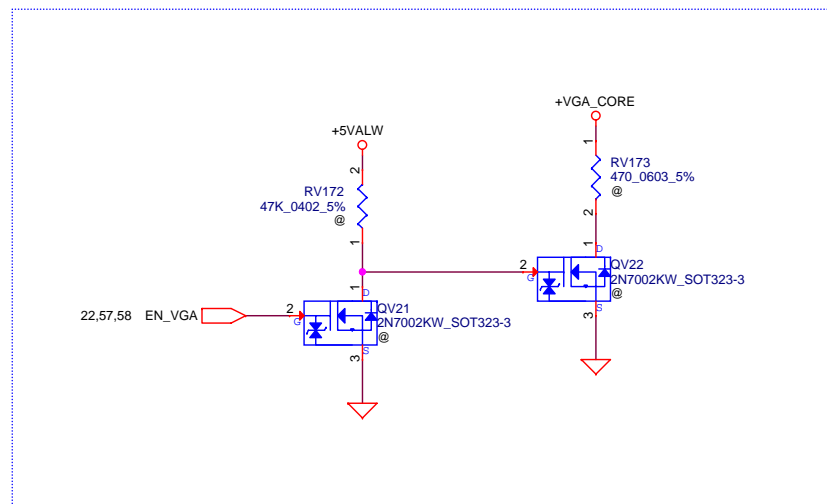 +VGA_CORE
+5VALW
1
RV173
470_0603_5%
@
2
2
RV172
47K_0402_5%
@
1
1
D
2
G
QV22
2N7002KW_SOT323-3
@
S
3
1
D
22,57,58 EN_VGA
2
G
QV21
2N7002KW_SOT323-3
@
S
3